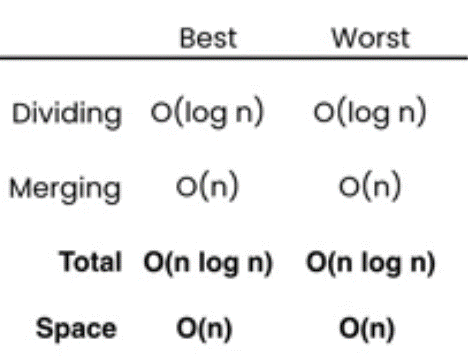 Best Worst
Dividing O(log n) O(log n)
Merging O(n) O(n)
Total O(n log n) O(n log n)
Space O(n) O(n)